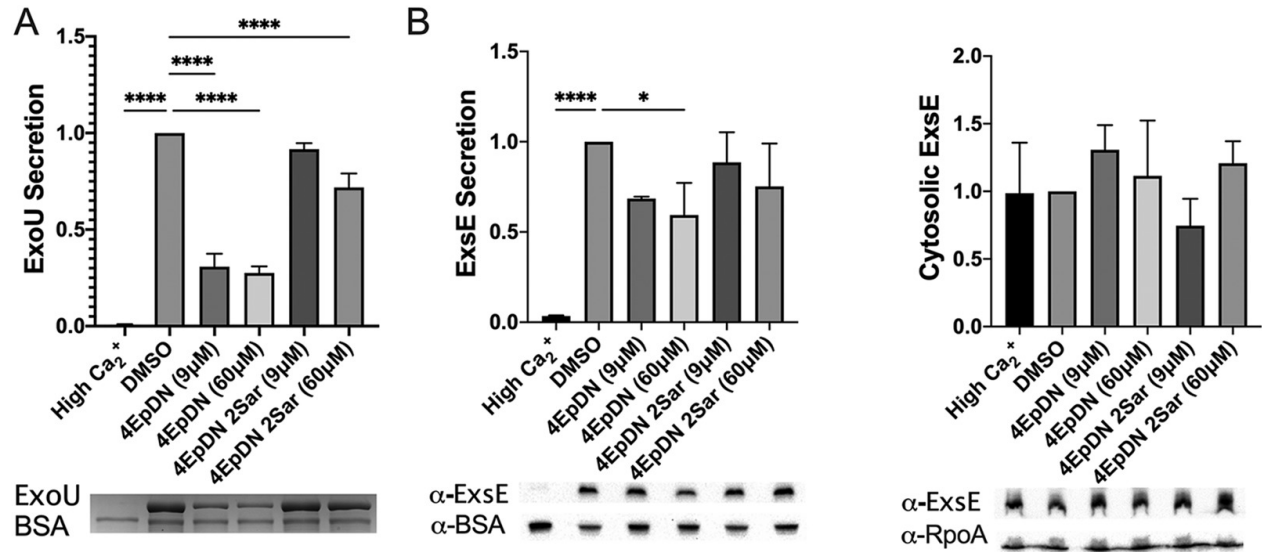 A
ExoU Secretion
1.5
1.0
0.5
0.0
****
****
**** ****
High Ca₂⁺
DMSO
4EpDN (9µM)
4EpDN (60µM)
4EpDN 2Sar (9µM)
4EpDN 2Sar (60µM)
ExoU
BSA
B
ExsE Secretion
1.5
1.0
0.5
0.0
**** *
High Ca₂⁺
DMSO
4EpDN (9µM)
4EpDN (60µM)
4EpDN 2Sar (9µM)
4EpDN 2Sar (60µM)
α-ExsE
α-BSA
Cytosolic ExsE
2.0
1.5
1.0
0.5
0.0
High Ca₂⁺
DMSO
4EpDN (9µM)
4EpDN (60µM)
4EpDN 2Sar (9µM)
4EpDN 2Sar (60µM)
α-ExsE
α-RpoA